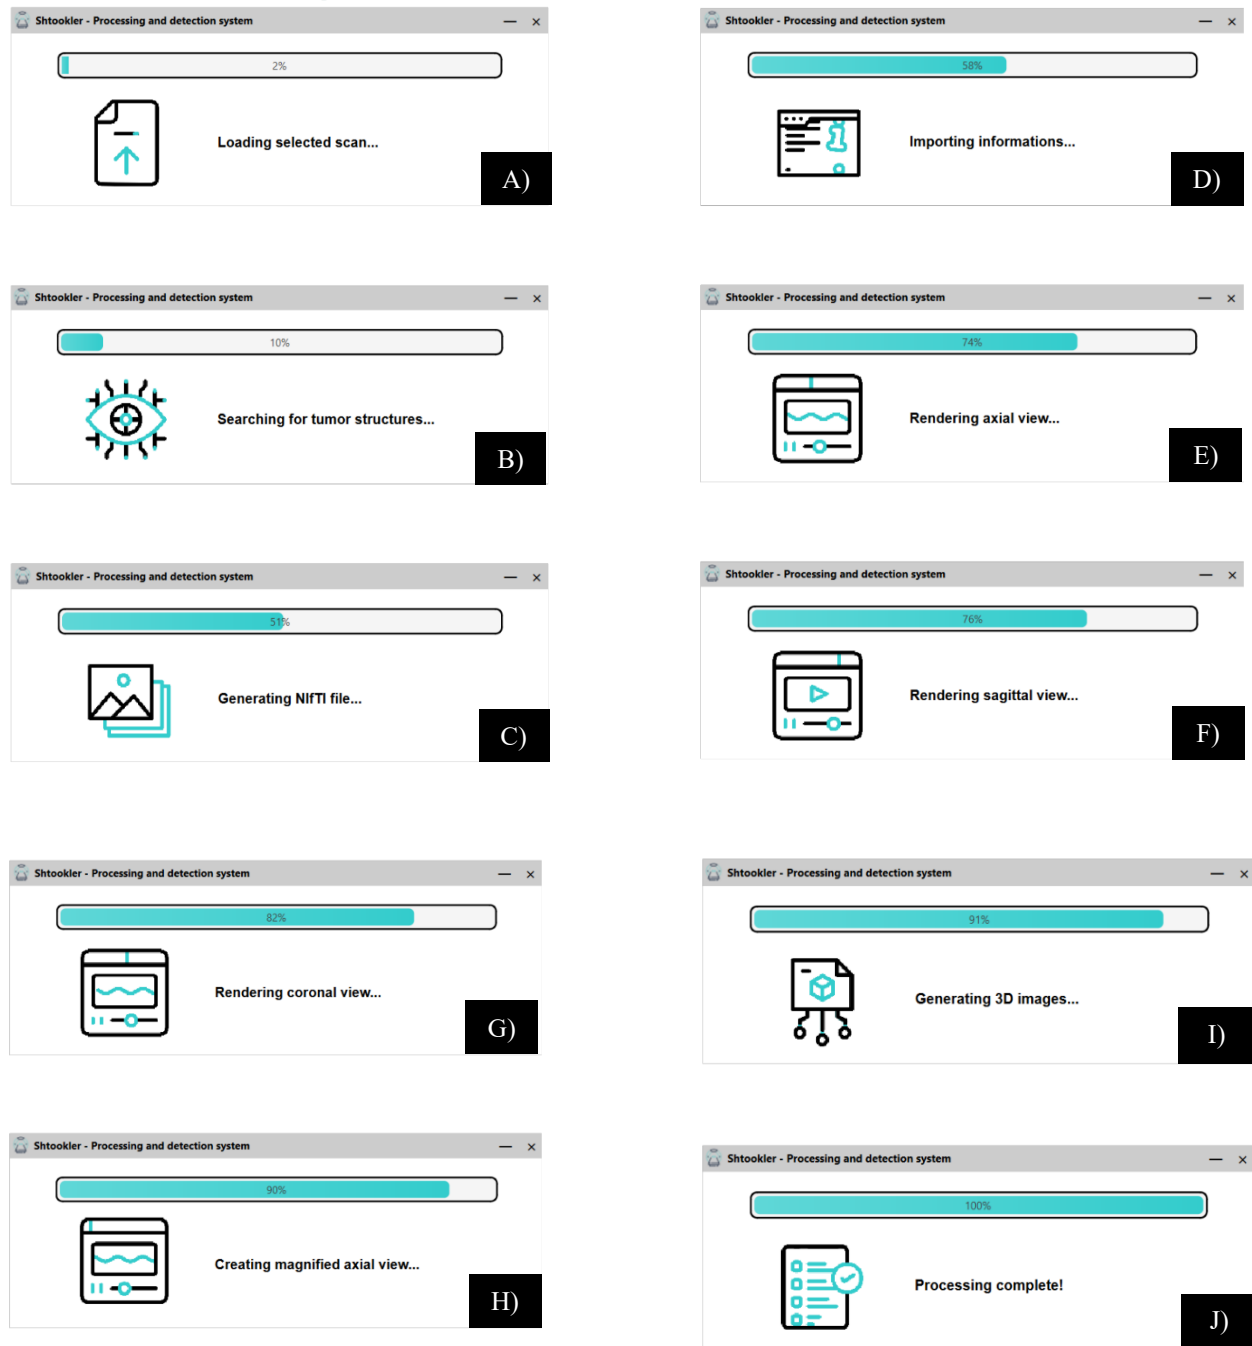 Shtookler - Processing and detection system
2%
Loading selected scan...
A)
Shtookler - Processing and detection system
10%
Searching for tumor structures...
B)
Shtookler - Processing and detection system
51%
Generating NIfTI file...
C)
Shtookler - Processing and detection system
58%
Importing informations...
D)
Shtookler - Processing and detection system
74%
Rendering axial view...
E)
Shtookler - Processing and detection system
76%
Rendering sagittal view...
F)
Shtookler - Processing and detection system
82%
Rendering coronal view...
G)
Shtookler - Processing and detection system
90%
Creating magnified axial view...
H)
Shtookler - Processing and detection system
91%
Generating 3D images...
I)
Shtookler - Processing and detection system
100%
Processing complete!
J)